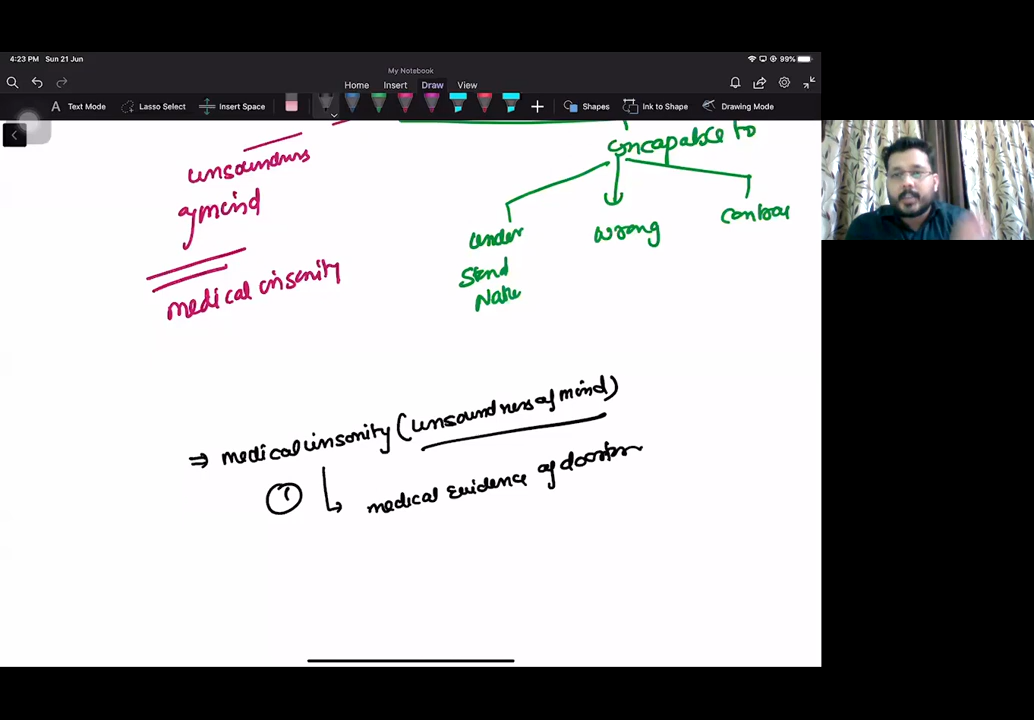 4:23 PM Sun 21 Jun
99%
My Notebook
Home Insert Draw View
Text Mode Lasso Select Insert Space Shapes Ink to Shape Drawing Mode
incapable to
unsoundness
of mind
under wrong control
Stand
Nature
medical insanity
⇒ medical insanity (unsoundness of mind)
① ↳ medical Evidence of doctor